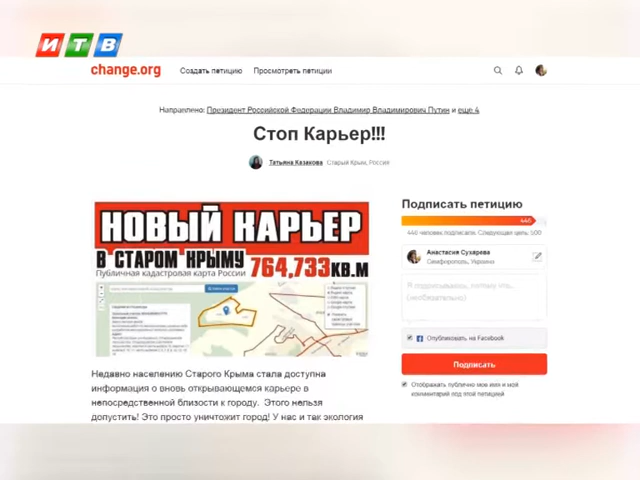 ИТВ
change.org Создать петицию Просмотреть петиции
Направлено: Президент Российской Федерации Владимир Владимирович Путин и еще 4
Стоп Карьер!!!
Татьяна Казакова Старый Крым, Россия
НОВЫЙ КАРЬЕР
В СТАРОМ КРЫМУ
Публичная кадастровая карта России 764,733КВ.М
Недавно населению Старого Крыма стала доступна
информация о вновь открывающемся карьере в
непосредственной близости к городу. Этого нельзя
допустить! Это просто уничтожит город! У нас и так экология
Подписать петицию
446
446 человек подписали. Следующая цель: 500
Анастасия Сухарева
Симферополь, Украина
Я подписываюсь, потому что...
(необязательно)
Опубликовать на Facebook
Подписать
Отображать публично мое имя и мой
комментарий под этой петицией